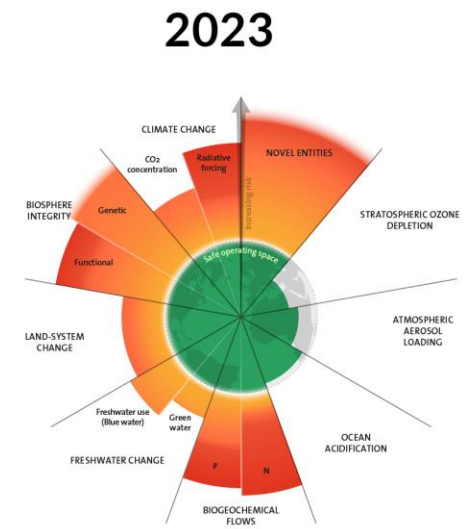 2023
CLIMATE CHANGE
CO₂
concentration
Radiative
forcing
NOVEL ENTITIES
Increasing risk
STRATOSPHERIC OZONE
DEPLETION
BIOSPHERE
INTEGRITY
Genetic
Functional
Safe operating space
ATMOSPHERIC
AEROSOL
LOADING
LAND-SYSTEM
CHANGE
Freshwater use
(Blue water)
Green
water
FRESHWATER CHANGE
P
N
OCEAN
ACIDIFICATION
BIOGEOCHEMICAL
FLOWS